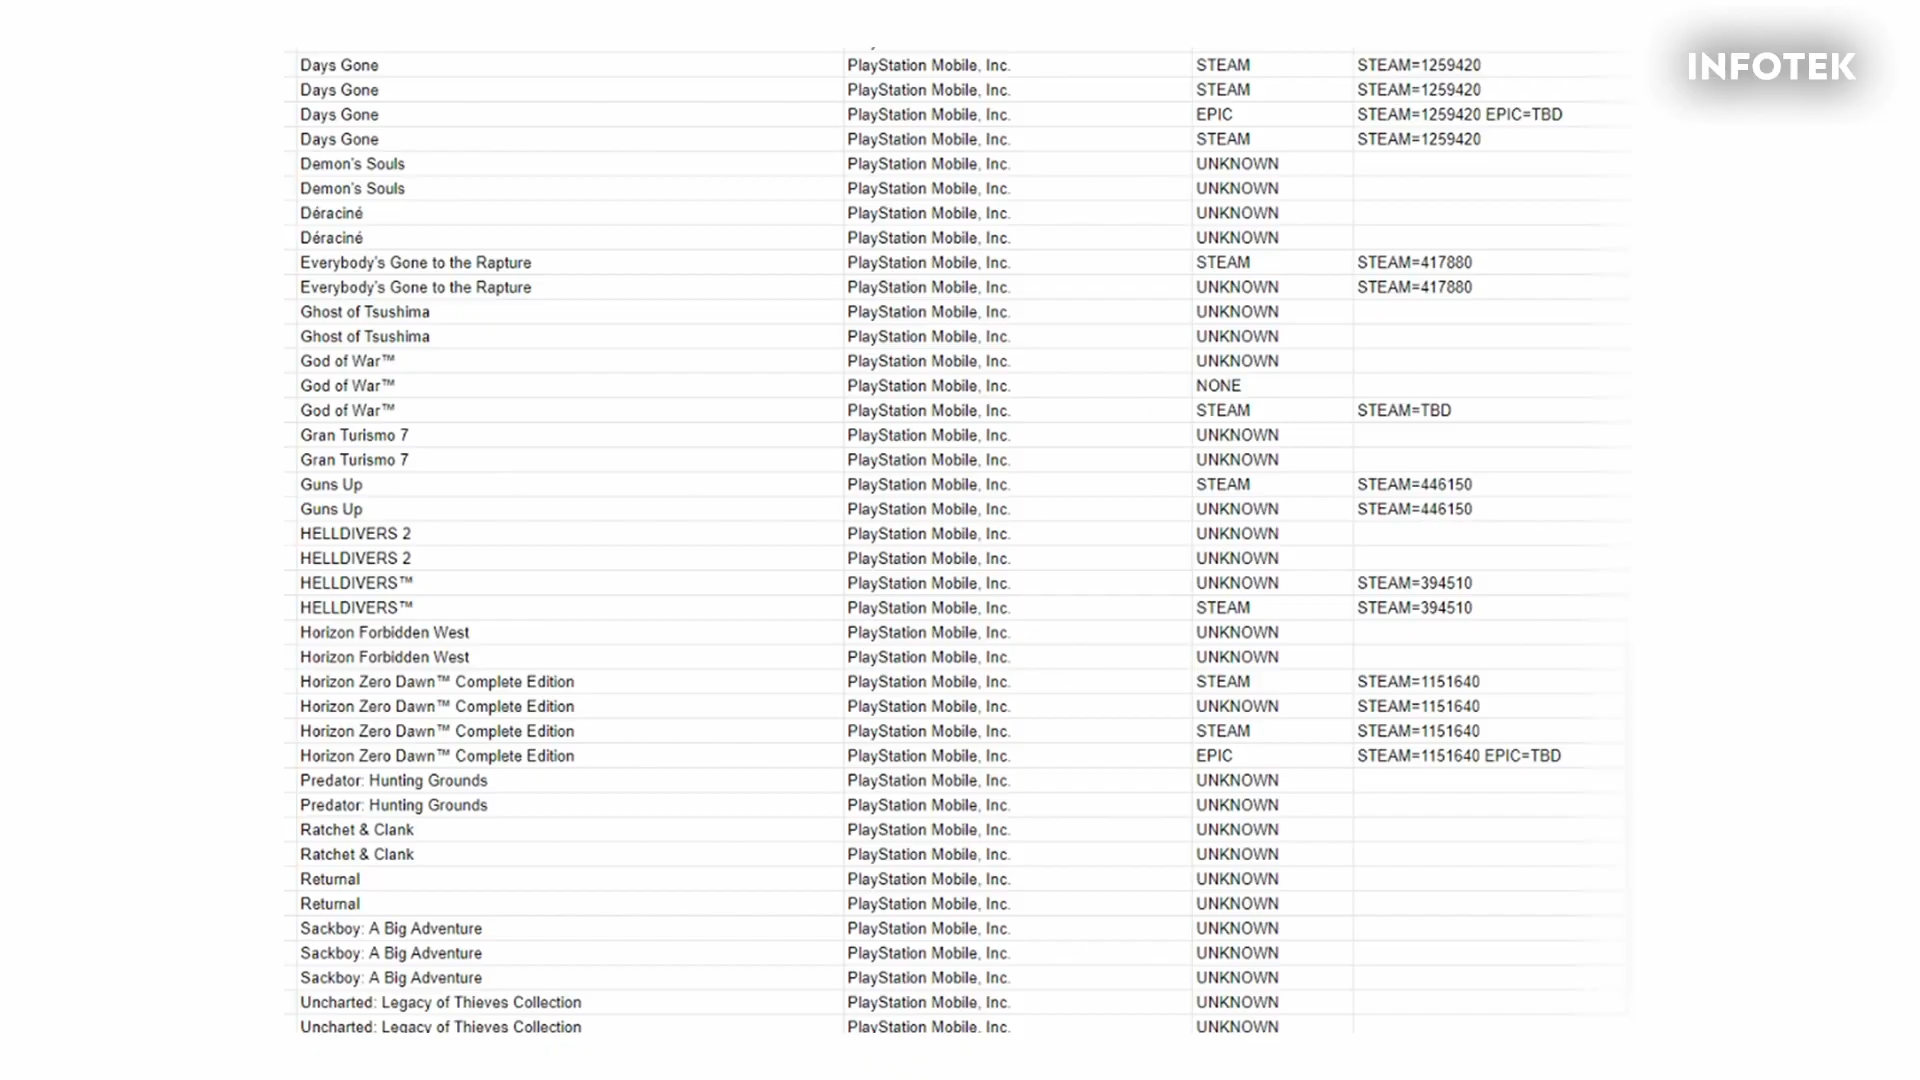 INFOTEK
Days Gone PlayStation Mobile, Inc. STEAM STEAM=1259420
Days Gone PlayStation Mobile, Inc. STEAM STEAM=1259420
Days Gone PlayStation Mobile, Inc. EPIC STEAM=1259420 EPIC=TBD
Days Gone PlayStation Mobile, Inc. STEAM STEAM=1259420
Demon's Souls PlayStation Mobile, Inc. UNKNOWN
Demon's Souls PlayStation Mobile, Inc. UNKNOWN
Déraciné PlayStation Mobile, Inc. UNKNOWN
Déraciné PlayStation Mobile, Inc. UNKNOWN
Everybody's Gone to the Rapture PlayStation Mobile, Inc. STEAM STEAM=417880
Everybody's Gone to the Rapture PlayStation Mobile, Inc. UNKNOWN STEAM=417880
Ghost of Tsushima PlayStation Mobile, Inc. UNKNOWN
Ghost of Tsushima PlayStation Mobile, Inc. UNKNOWN
God of War™ PlayStation Mobile, Inc. UNKNOWN
God of War™ PlayStation Mobile, Inc. NONE
God of War™ PlayStation Mobile, Inc. STEAM STEAM=TBD
Gran Turismo 7 PlayStation Mobile, Inc. UNKNOWN
Gran Turismo 7 PlayStation Mobile, Inc. UNKNOWN
Guns Up PlayStation Mobile, Inc. STEAM STEAM=446150
Guns Up PlayStation Mobile, Inc. UNKNOWN STEAM=446150
HELLDIVERS 2 PlayStation Mobile, Inc. UNKNOWN
HELLDIVERS 2 PlayStation Mobile, Inc. UNKNOWN
HELLDIVERS™ PlayStation Mobile, Inc. UNKNOWN STEAM=394510
HELLDIVERS™ PlayStation Mobile, Inc. STEAM STEAM=394510
Horizon Forbidden West PlayStation Mobile, Inc. UNKNOWN
Horizon Forbidden West PlayStation Mobile, Inc. UNKNOWN
Horizon Zero Dawn™ Complete Edition PlayStation Mobile, Inc. STEAM STEAM=1151640
Horizon Zero Dawn™ Complete Edition PlayStation Mobile, Inc. UNKNOWN STEAM=1151640
Horizon Zero Dawn™ Complete Edition PlayStation Mobile, Inc. STEAM STEAM=1151640
Horizon Zero Dawn™ Complete Edition PlayStation Mobile, Inc. EPIC STEAM=1151640 EPIC=TBD
Predator: Hunting Grounds PlayStation Mobile, Inc. UNKNOWN
Predator: Hunting Grounds PlayStation Mobile, Inc. UNKNOWN
Ratchet & Clank PlayStation Mobile, Inc. UNKNOWN
Ratchet & Clank PlayStation Mobile, Inc. UNKNOWN
Returnal PlayStation Mobile, Inc. UNKNOWN
Returnal PlayStation Mobile, Inc. UNKNOWN
Sackboy: A Big Adventure PlayStation Mobile, Inc. UNKNOWN
Sackboy: A Big Adventure PlayStation Mobile, Inc. UNKNOWN
Sackboy: A Big Adventure PlayStation Mobile, Inc. UNKNOWN
Uncharted: Legacy of Thieves Collection PlayStation Mobile, Inc. UNKNOWN
Uncharted: Legacy of Thieves Collection PlayStation Mobile, Inc. UNKNOWN